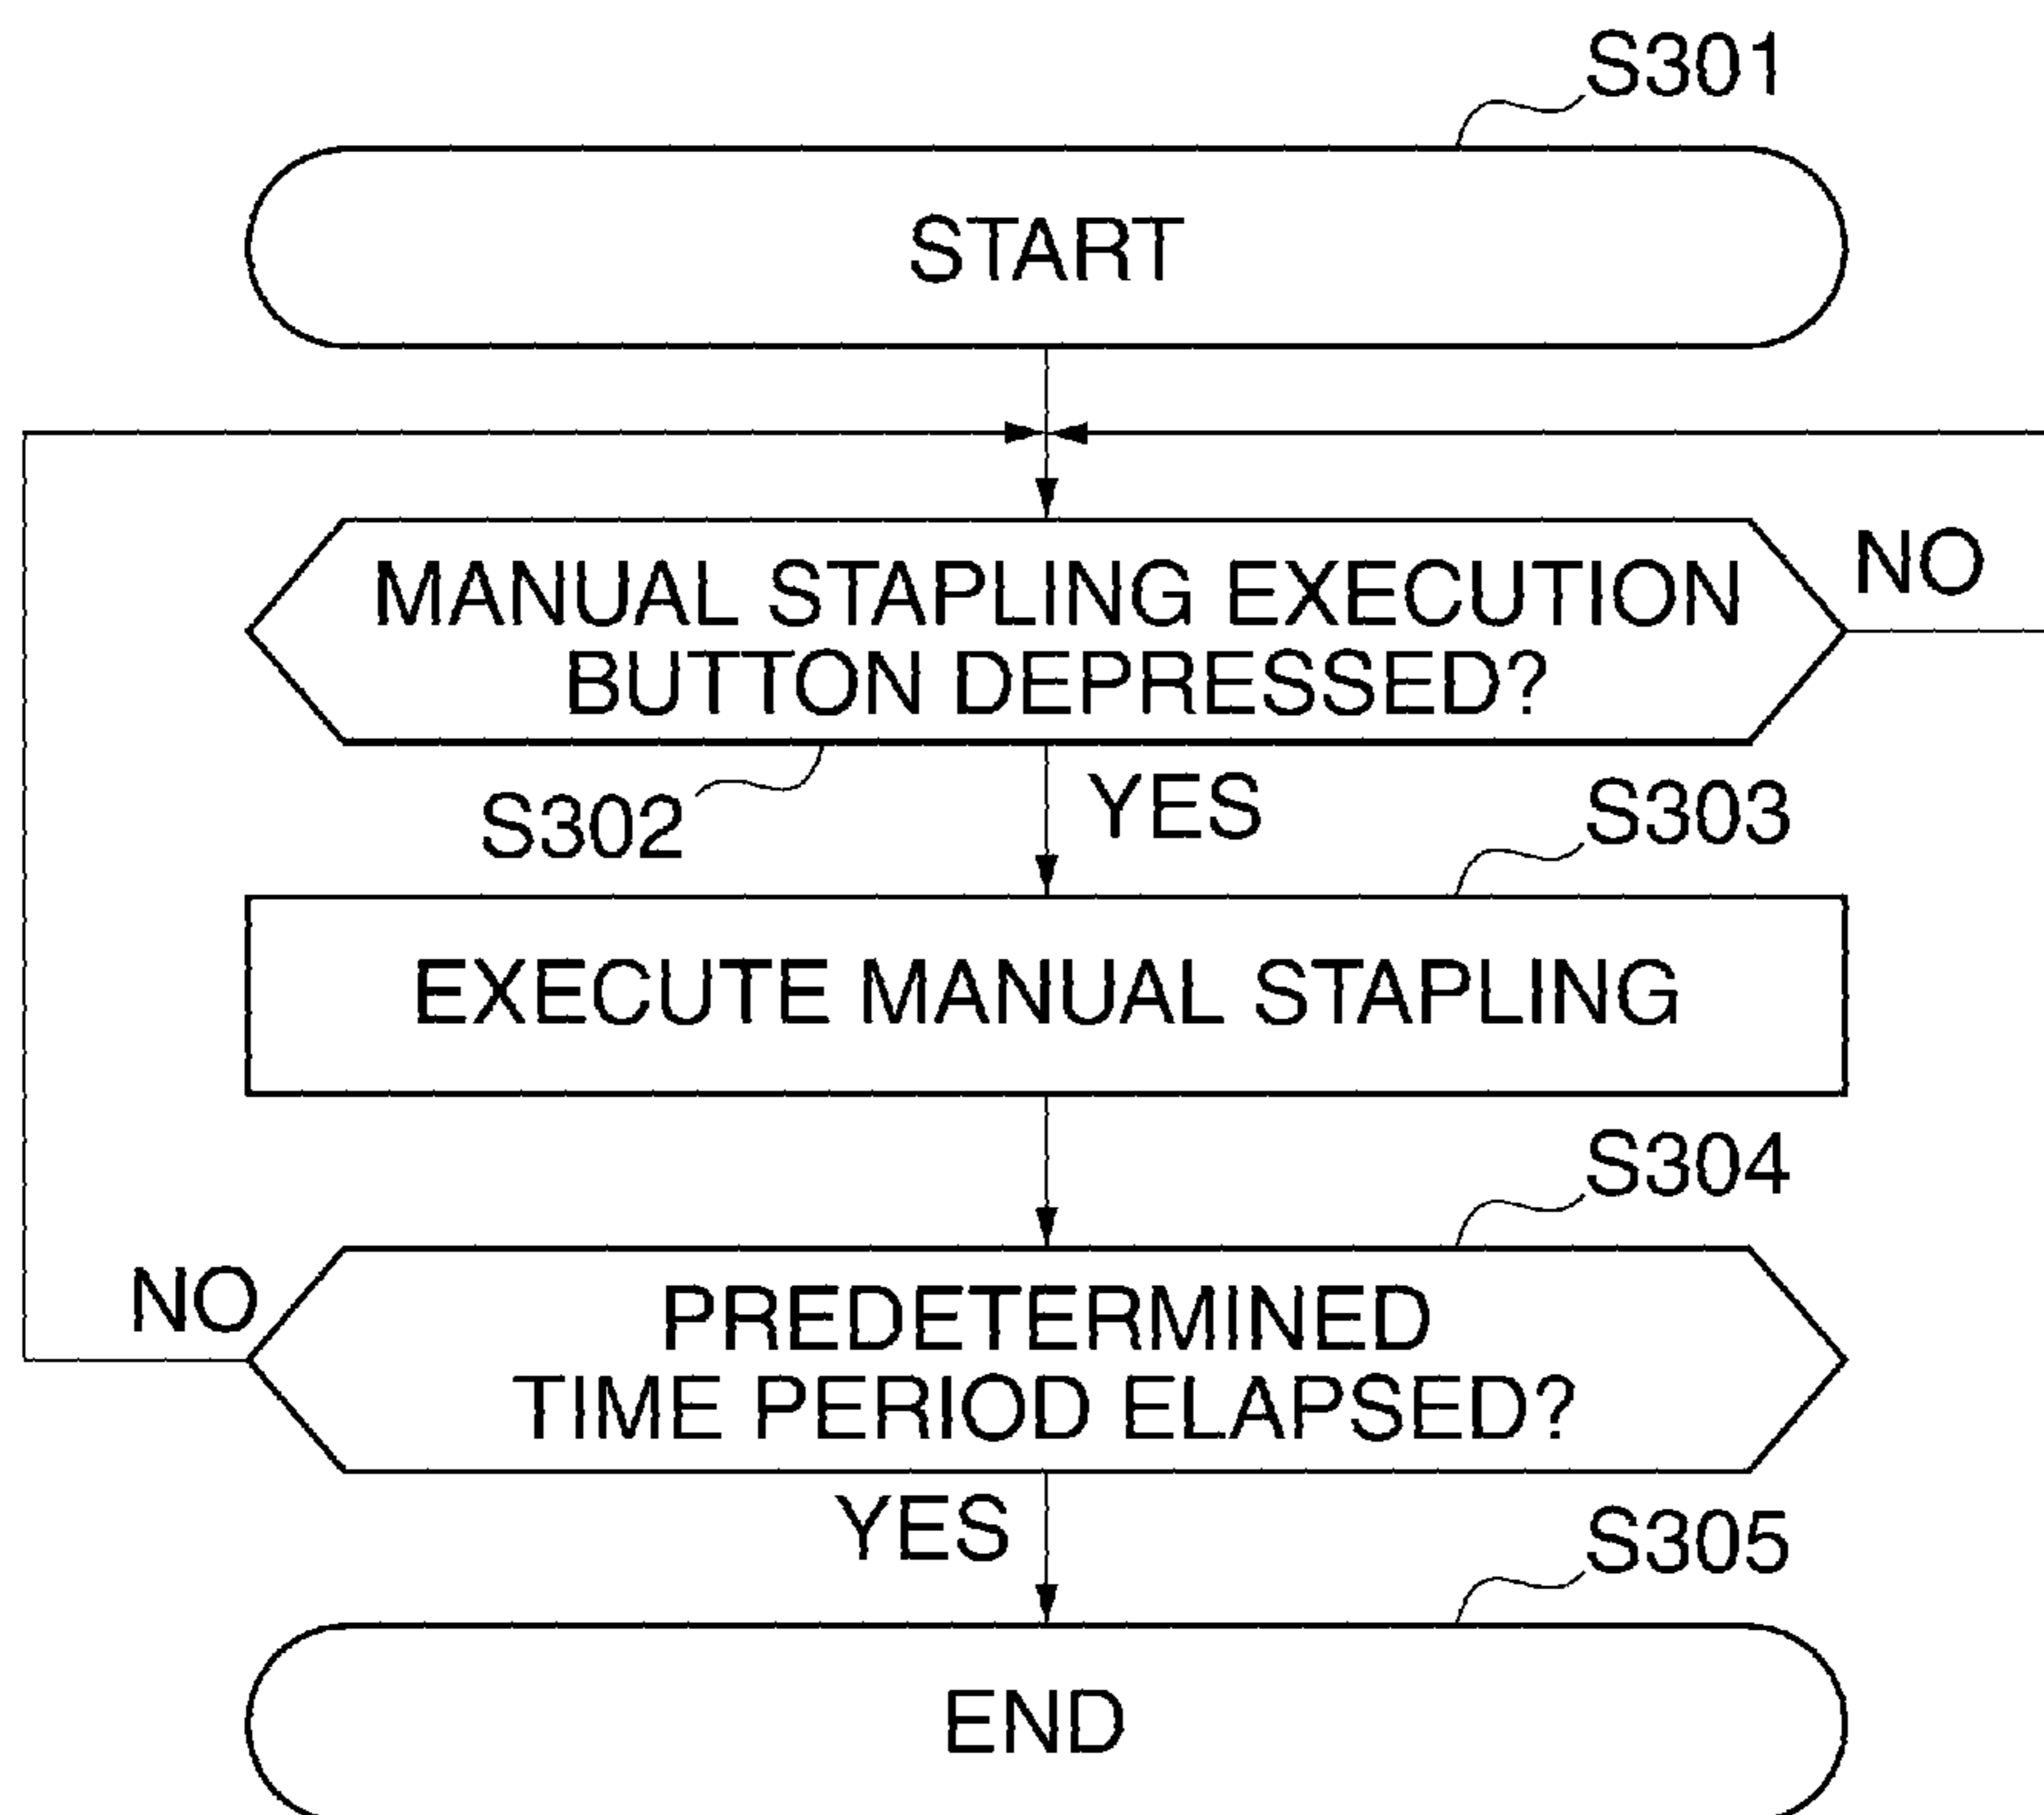 S301
START
MANUAL STAPLING EXECUTION
BUTTON DEPRESSED?
NO
S302
YES
S303
EXECUTE MANUAL STAPLING
S304
NO
PREDETERMINED
TIME PERIOD ELAPSED?
YES
S305
END